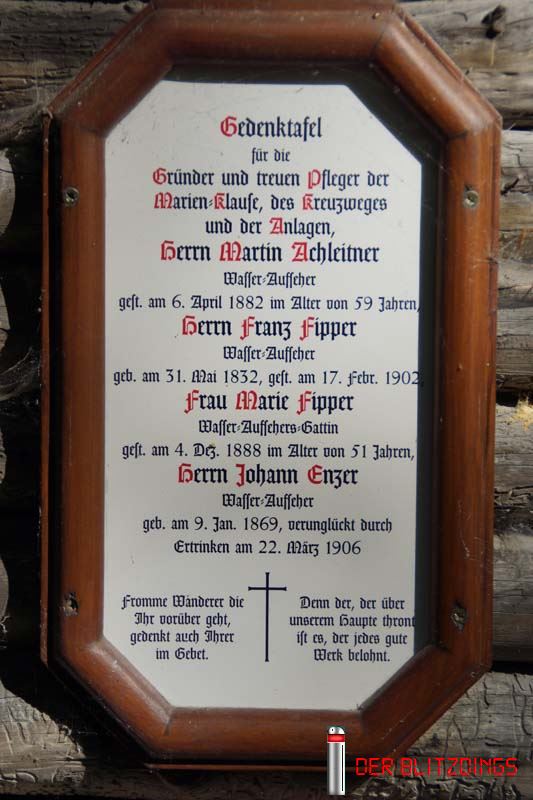 Gedenktafel
für die
Gründer und treuen Pfleger der
Marien-Klause, des Kreuzweges
und der Anlagen,
Herrn Martin Achleitner
Wasser-Aufseher
gest. am 6. April 1882 im Alter von 59 Jahren,
Herrn Franz Fipper
Wasser-Aufseher
geb. am 31. Mai 1832, gest. am 17. Febr. 1902,
Frau Marie Fipper
Wasser-Aufsehers-Gattin
gest. am 4. Dez. 1888 im Alter von 51 Jahren,
Herrn Johann Enzer
Wasser-Aufseher
geb. am 9. Jan. 1869, verunglückt durch
Ertrinken am 22. März 1906
Fromme Wanderer die
Ihr vorüber geht,
gedenkt auch Ihrer
im Gebet.
Denn der, der über
unserem Haupte thront
ist es, der jedes gute
Werk belohnt.
DER BLITZDINGS